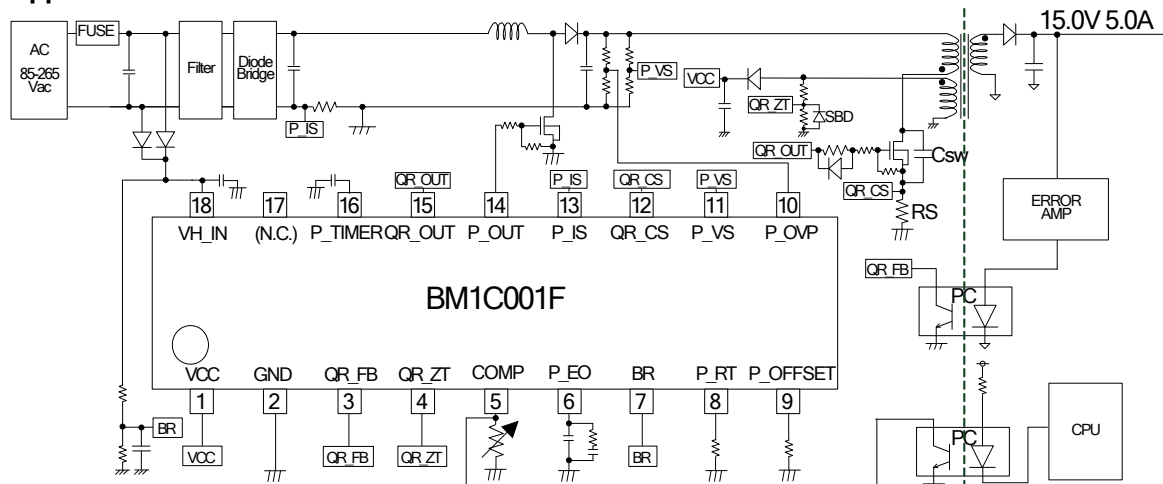 15.0V 5.0A
AC
85-265
Vac
FUSE
Filter
Diode
Bridge
P_IS
P_VS
VCC
QR_ZT
SBD
QR_OUT
Csw
QR_CS
RS
ERROR
AMP
QR_OUT
P_IS
QR_CS
P_VS
18
17
16
15
14
13
12
11
10
VH_IN
(N.C.)
P_TIMER
QR_OUT
P_OUT
P_IS
QR_CS
P_VS
P_OVP
QR_FB
PC
BM1C001F
VCC
GND
QR_FB
QR_ZT
COMP
P_EO
BR
P_RT
P_OFFSET
1
2
3
4
5
6
7
8
9
BR
VCC
QR_FB
QR_ZT
BR
PC
CPU